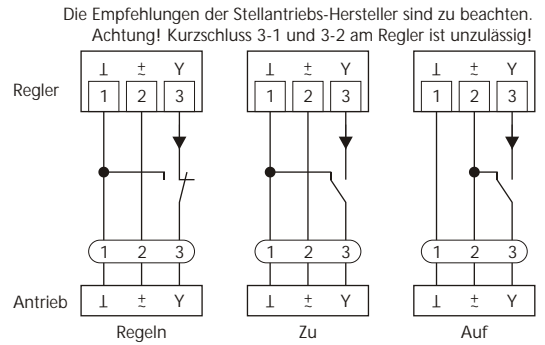 Die Empfehlungen der Stellantriebs-Hersteller sind zu beachten.
Achtung! Kurzschluss 3-1 und 3-2 am Regler ist unzulässig!
⊥ ± ~ Y ⊥ ± ~ Y ⊥ ± ~ Y
Regler 1 2 3 1 2 3 1 2 3
1 2 3 1 2 3 1 2 3
Antrieb ⊥ ± ~ Y ⊥ ± ~ Y ⊥ ± ~ Y
Regeln Zu Auf